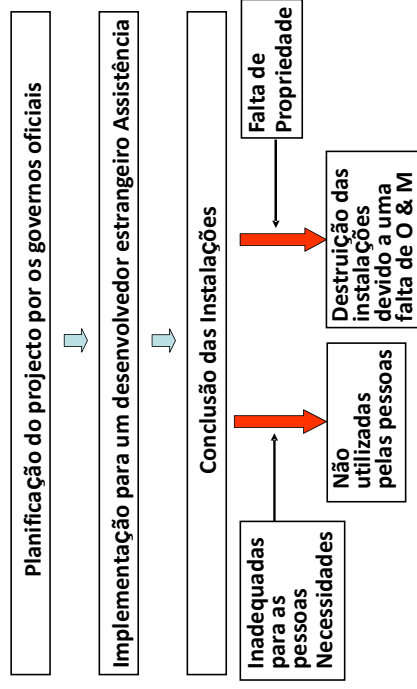 Planificação do projecto por os governos oficiais
Implementação para um desenvolvedor estrangeiro Assistência
Conclusão das Instalações
Inadequadas
para as
pessoas
Necessidades
Falta de
Propriedade
Não
utilizadas
pelas pessoas
Destruição das
instalações
devido a uma
falta de O & M